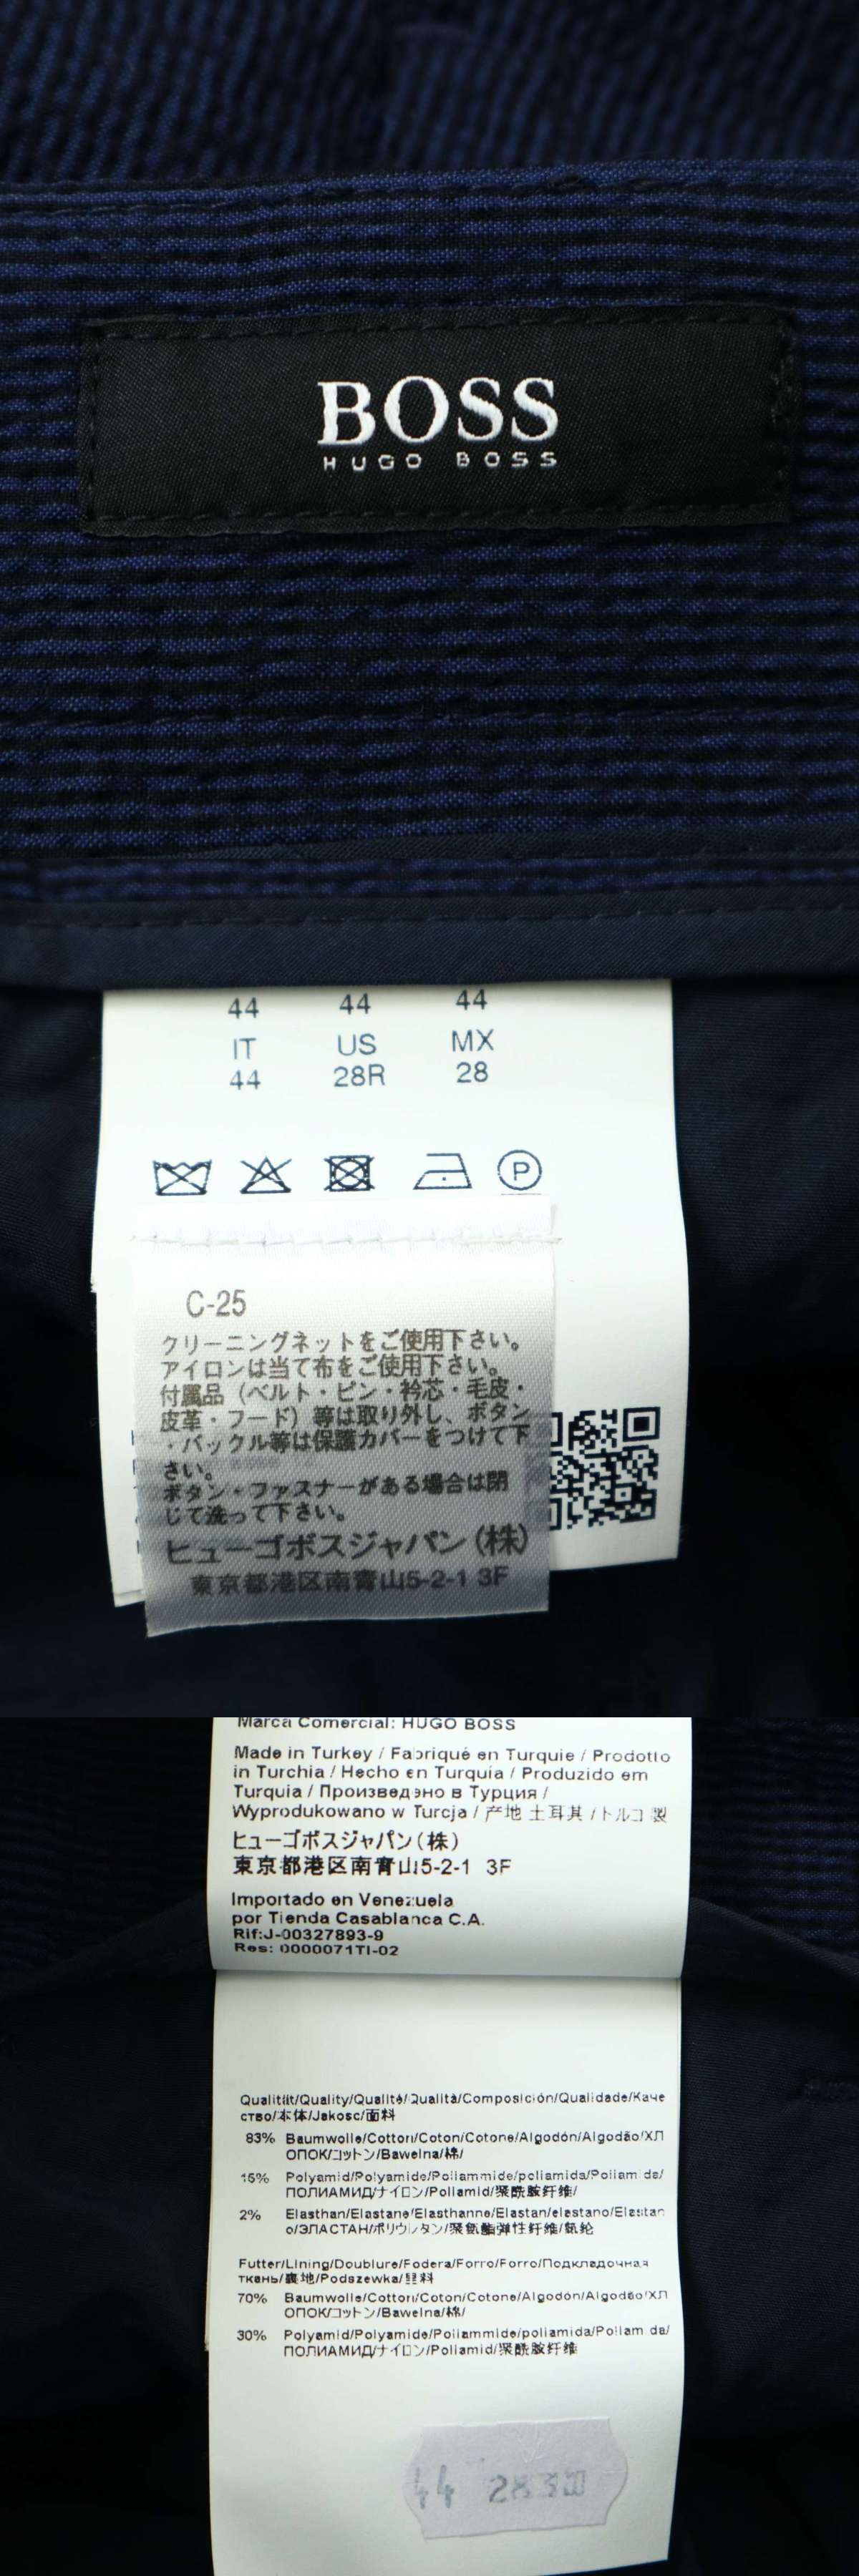 BOSS
HUGO BOSS
44 44 44
IT US MX
44 28R 28
P
C-25
クリーニングネットをご使用下さい。
アイロンは当て布をご使用下さい。
付属品（ベルト・ピン・衿芯・毛皮・
皮革・フード）等は取り外し、ボタン
・バックル等は保護カバーをつけて下
さい。
ボタン・ファスナーがある場合は閉
じて洗って下さい。
ヒューゴボスジャパン（株）
東京都港区南青山5-2-1 3F
Marca Comercial: HUGO BOSS
Made in Turkey / Fabriqué en Turquie / Prodotto
in Turchia / Hecho en Turquía / Produzido em
Turquia / Произведено в Турция /
Wyprodukowano w Turcja / 产地 土耳其 / トルコ 製
ヒューゴボスジャパン（株）
東京都港区南青山5-2-1 3F
Importado en Venezuela
por Tienda Casablanca C.A.
Rif:J-00327893-9
Res: 0000071TI-02
Qualität/Quality/Qualité/Qualità/Composición/Qualidade/Каче
ство/本体/Jakosc/面料
83% Baumwolle/Cotton/Coton/Cotone/Algodón/Algodão/ХЛ
ОПОК/コットン/Bawelna/棉/
15% Polyamid/Polyamide/Poliammide/poliamida/Poliamida/
ПОЛИАМИД/ナイロン/Poliamid/聚酰胺纤维/
2% Elasthan/Elastane/Elasthanne/Elastan/elastano/Elastan
o/ЭЛАСТАН/ポリウレタン/聚氨酯弹性纤维/氨纶
Futter/Lining/Doublure/Fodera/Forro/Forro/Подкладочная
ткань/裏地/Podszewka/里料
70% Baumwolle/Cotton/Coton/Cotone/Algodón/Algodão/ХЛ
ОПОК/コットン/Bawelna/棉/
30% Polyamid/Polyamide/Poliammide/poliamida/Poliamida/
ПОЛИАМИД/ナイロン/Poliamid/聚酰胺纤维
44